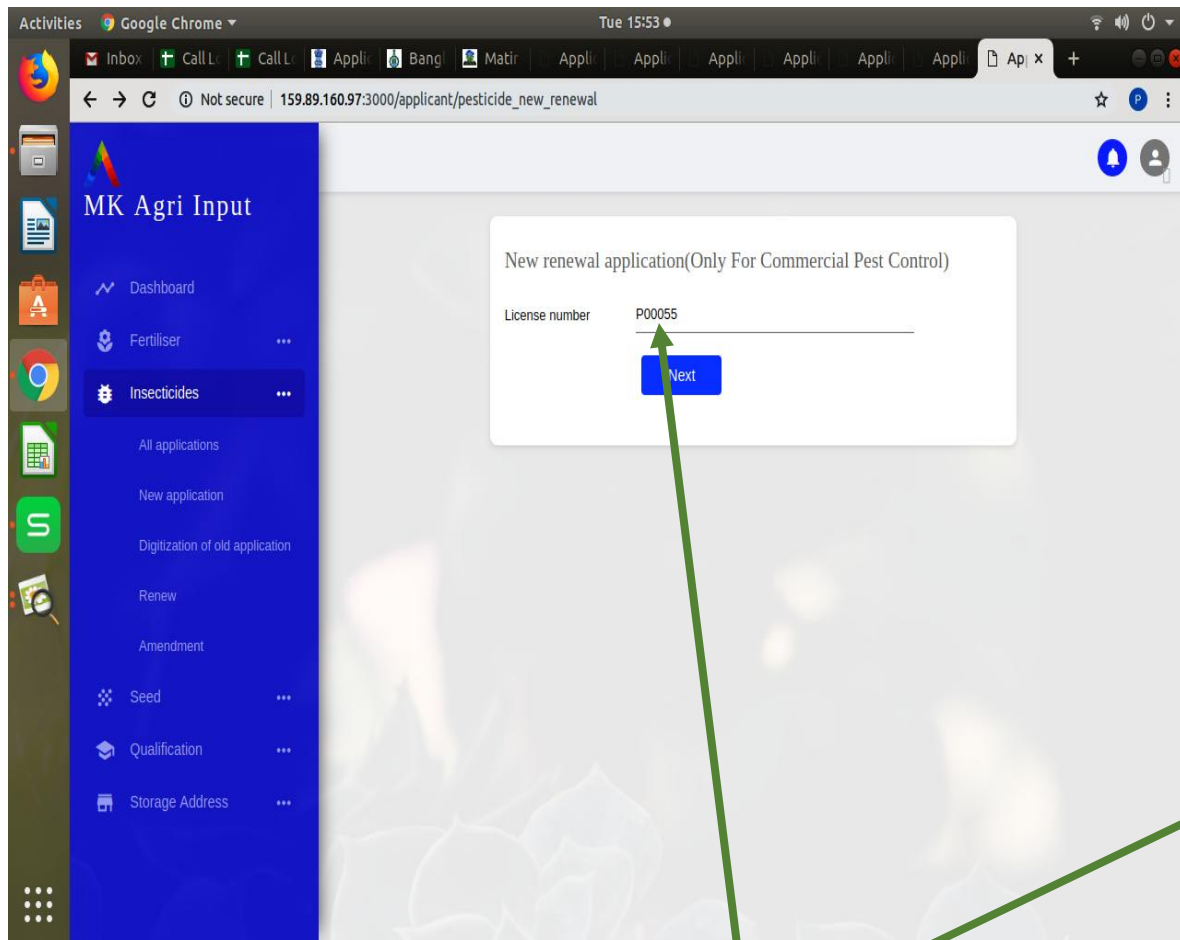 Activities Google Chrome Tue 15:53
Inbox Call Lo Call Lo Applic Bangl Matir Applic Applic Applic Applic Applic Applic Ap
Not secure 159.89.160.97:3000/applicant/pesticide_new_renewal P
MK Agri Input
New renewal application(Only For Commercial Pest Control)
License number P00055
Next
Dashboard
Fertiliser
Insecticides
All applications
New application
Digitization of old application
Renew
Amendment
Seed
Qualification
Storage Address